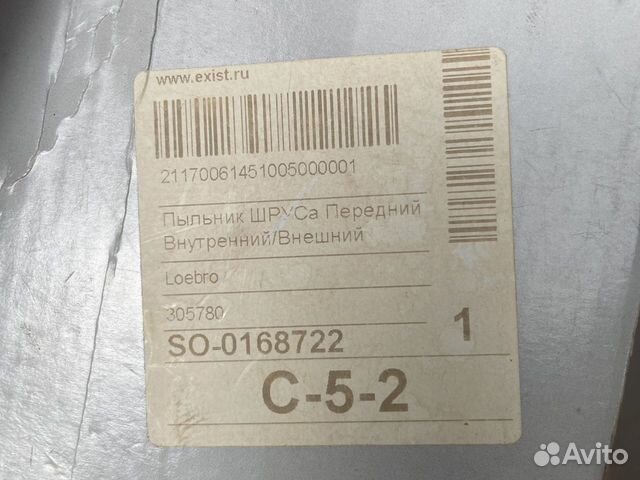 www.exist.ru
21170061451005000001
Пыльник ШРУСа Передний
Внутренний/Внешний
Loebro
305780
SO-0168722
1
C-5-2
Avito